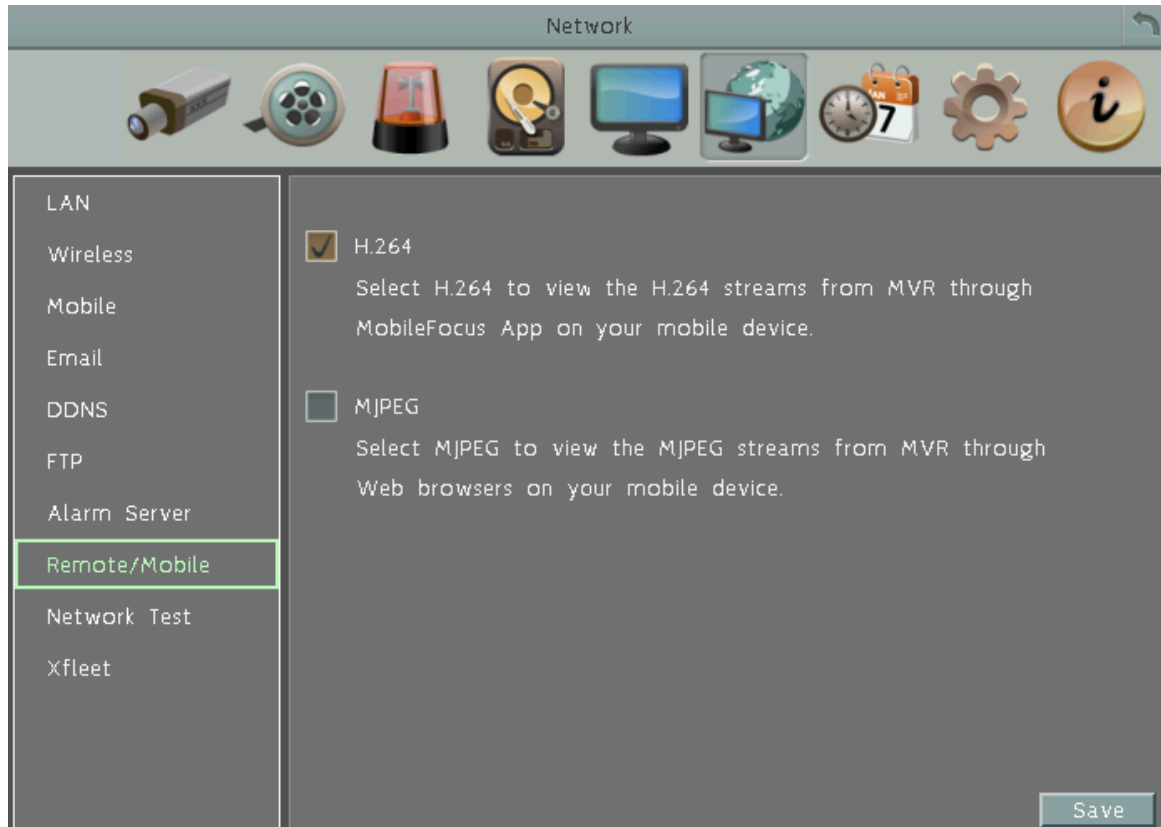 Network
JAN
7
i
LAN
Wireless
Mobile
Email
DDNS
FTP
Alarm Server
Remote/Mobile
Network Test
Xfleet
H.264
Select H.264 to view the H.264 streams from MVR through
MobileFocus App on your mobile device.
MJPEG
Select MJPEG to view the MJPEG streams from MVR through
Web browsers on your mobile device.
Save